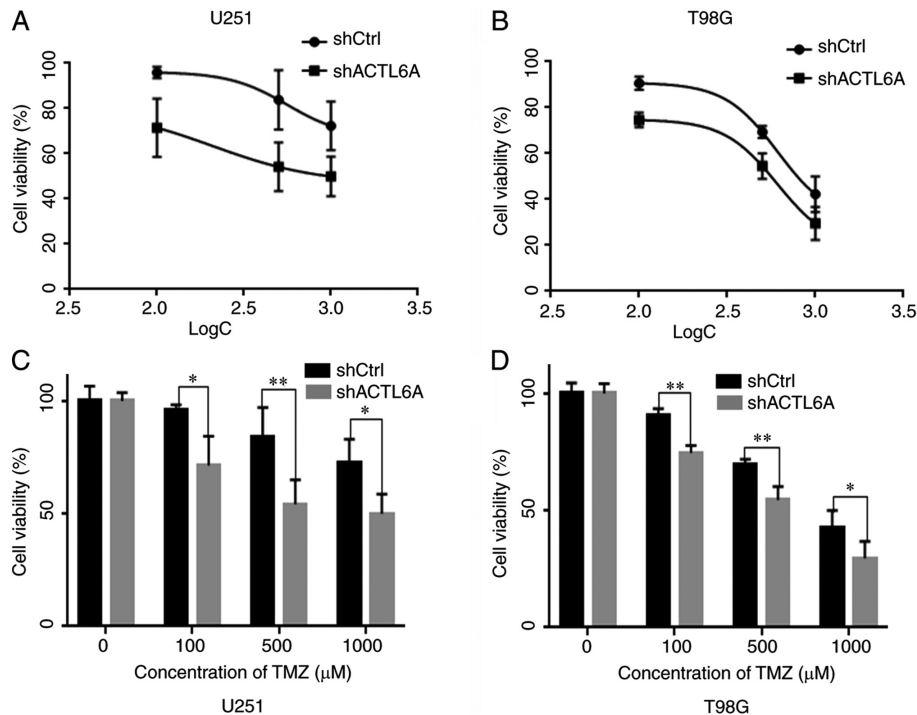 A
U251
shCtrl
shACTL6A
Cell viability (%)
100
80
60
40
20
0
2.5 2.0 2.5 3.0 3.5
LogC
B
T98G
shCtrl
shACTL6A
Cell viability (%)
100
80
60
40
20
0
2.5 2.0 2.5 3.0 3.5
LogC
C
shCtrl
shACTL6A
* ** *
Cell viability (%)
100
50
0
0 100 500 1000
Concentration of TMZ (μM)
U251
D
shCtrl
shACTL6A
** ** *
Cell viability (%)
100
50
0
0 100 500 1000
Concentration of TMZ (μM)
T98G